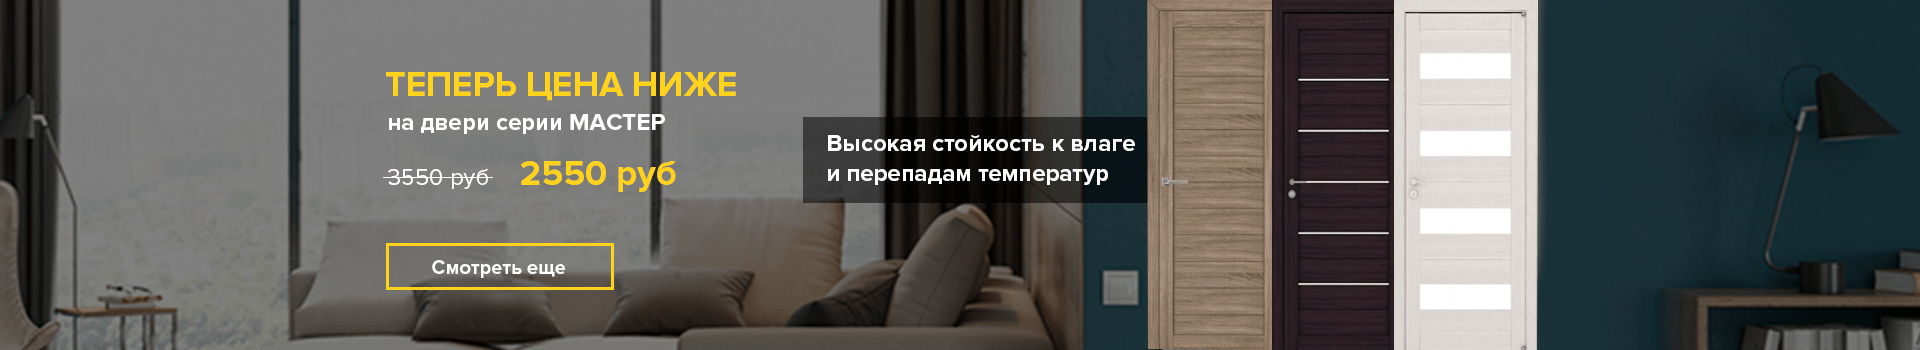 ТЕПЕРЬ ЦЕНА НИЖЕ
на двери серии МАСТЕР
3550 руб 2550 руб
Смотреть еще
Высокая стойкость к влаге
и перепадам температур